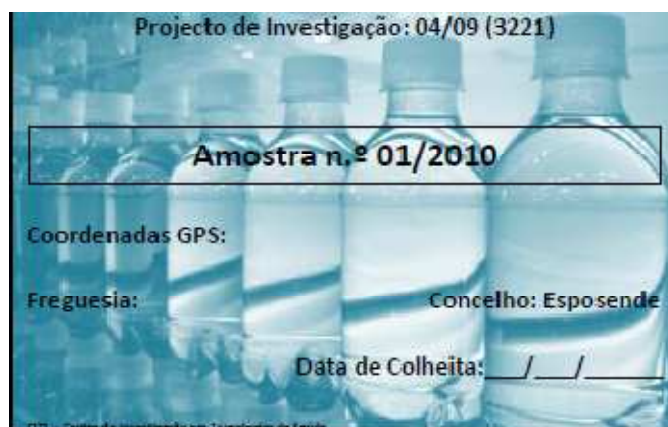 Projecto de Investigação: 04/09 (3221)
Amostra n.º 01/2010
Coordenadas GPS:
Freguesia: Concelho: Esposende
Data de Colheita:___/___/______